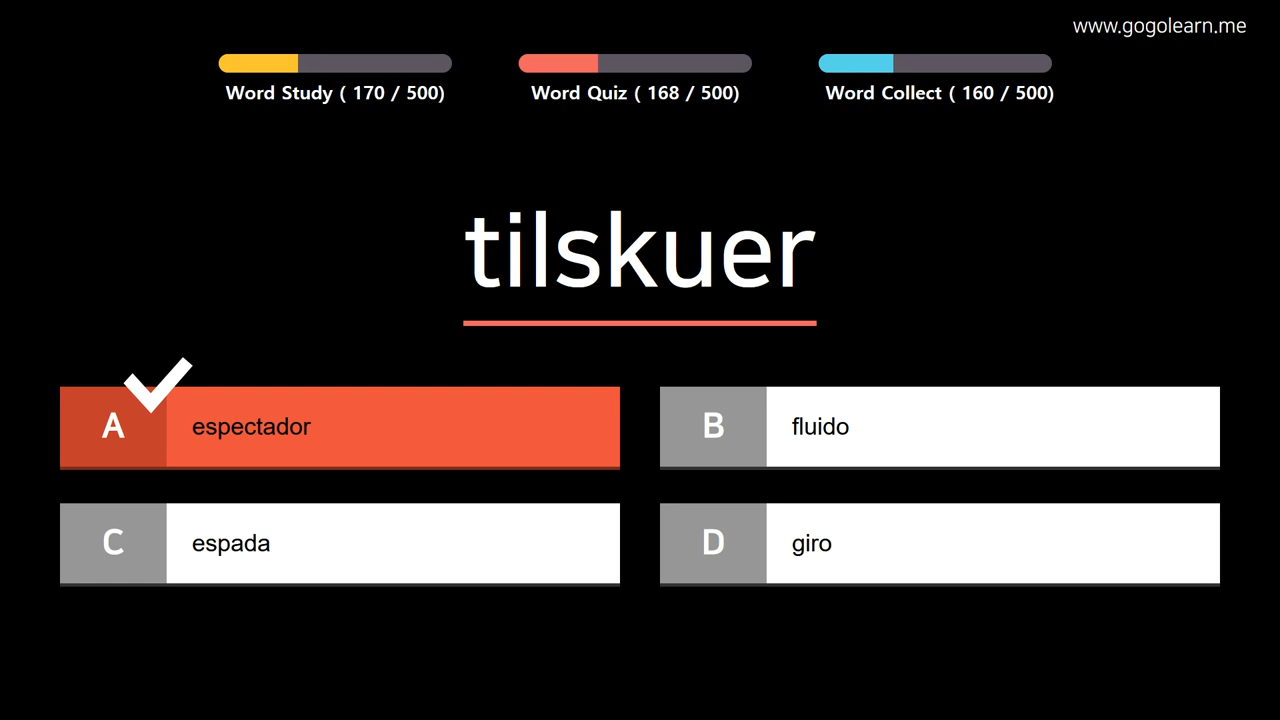 www.gogolearn.me
Word Study ( 170 / 500)
Word Quiz ( 168 / 500)
Word Collect ( 160 / 500)
tilskuer
A espectador
B fluido
C espada
D giro